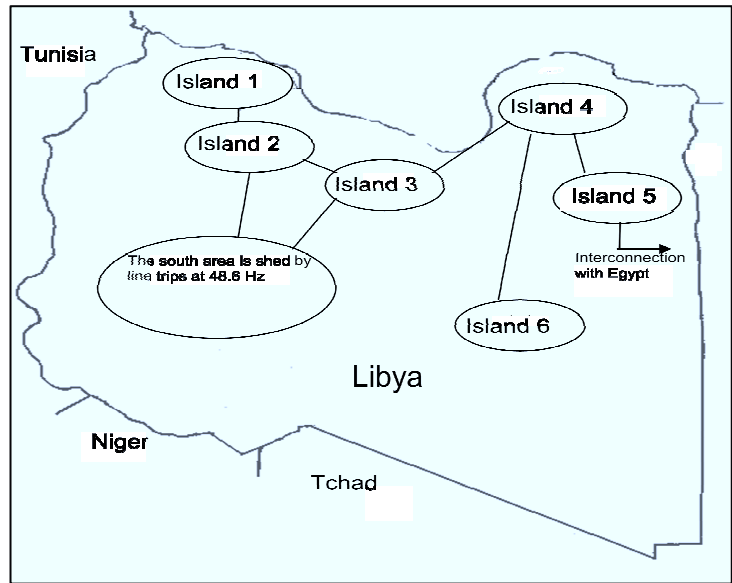 Tunisia
Island 1
Island 4
Island 2
Island 3
Island 5
The south area is shed by
line trips at 48.6 Hz
Interconnection
with Egypt
Island 6
Libya
Niger
Tchad